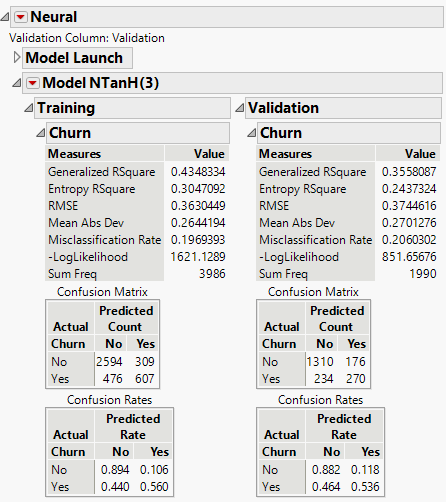 Neural
Validation Column: Validation
Model Launch
Model NTanH(3)
Training
Churn
Measures Value
Generalized RSquare 0.4348334
Entropy RSquare 0.3047092
RMSE 0.3630449
Mean Abs Dev 0.2644194
Misclassification Rate 0.1969393
-LogLikelihood 1621.1289
Sum Freq 3986
Confusion Matrix
Predicted
Actual Count
Churn No Yes
No 2594 309
Yes 476 607
Confusion Rates
Predicted
Actual Rate
Churn No Yes
No 0.894 0.106
Yes 0.440 0.560
Validation
Churn
Measures Value
Generalized RSquare 0.3558087
Entropy RSquare 0.2437324
RMSE 0.3744616
Mean Abs Dev 0.2701276
Misclassification Rate 0.2060302
-LogLikelihood 851.65676
Sum Freq 1990
Confusion Matrix
Predicted
Actual Count
Churn No Yes
No 1310 176
Yes 234 270
Confusion Rates
Predicted
Actual Rate
Churn No Yes
No 0.882 0.118
Yes 0.464 0.536